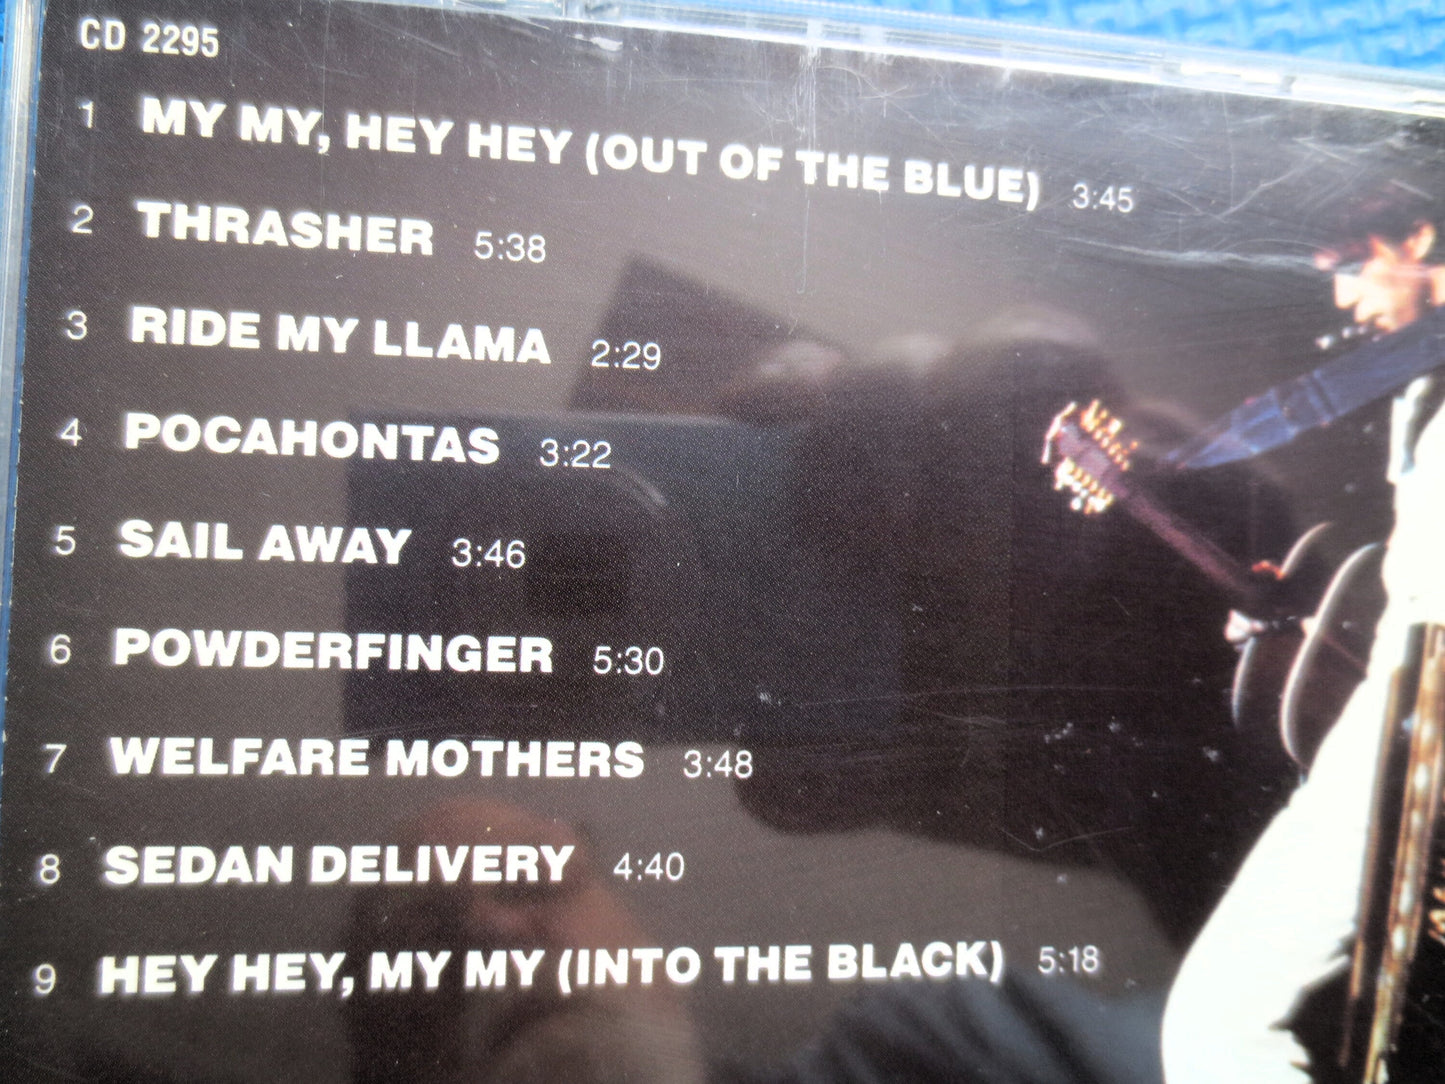 CD 2295
1 MY MY, HEY HEY (OUT OF THE BLUE) 3:45
2 THRASHER 5:38
3 RIDE MY LLAMA 2:29
4 POCAHONTAS 3:22
5 SAIL AWAY 3:46
6 POWDERFINGER 5:30
7 WELFARE MOTHERS 3:48
8 SEDAN DELIVERY 4:40
9 HEY HEY, MY MY (INTO THE BLACK) 5:18